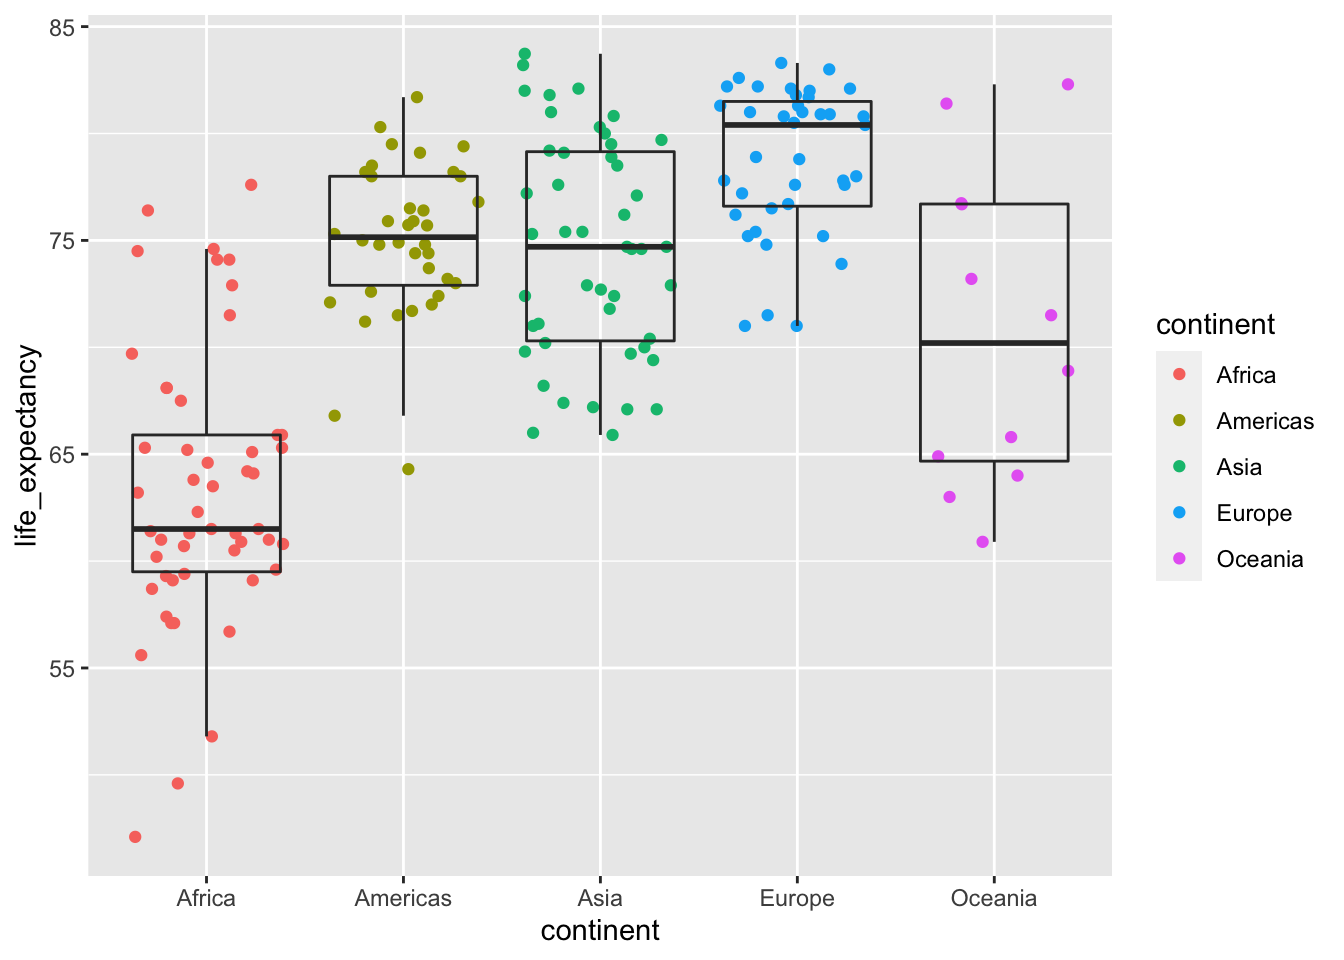 85
75
65
55
life_expectancy
Africa
Americas
Asia
Europe
Oceania
continent
continent
Africa
Americas
Asia
Europe
Oceania